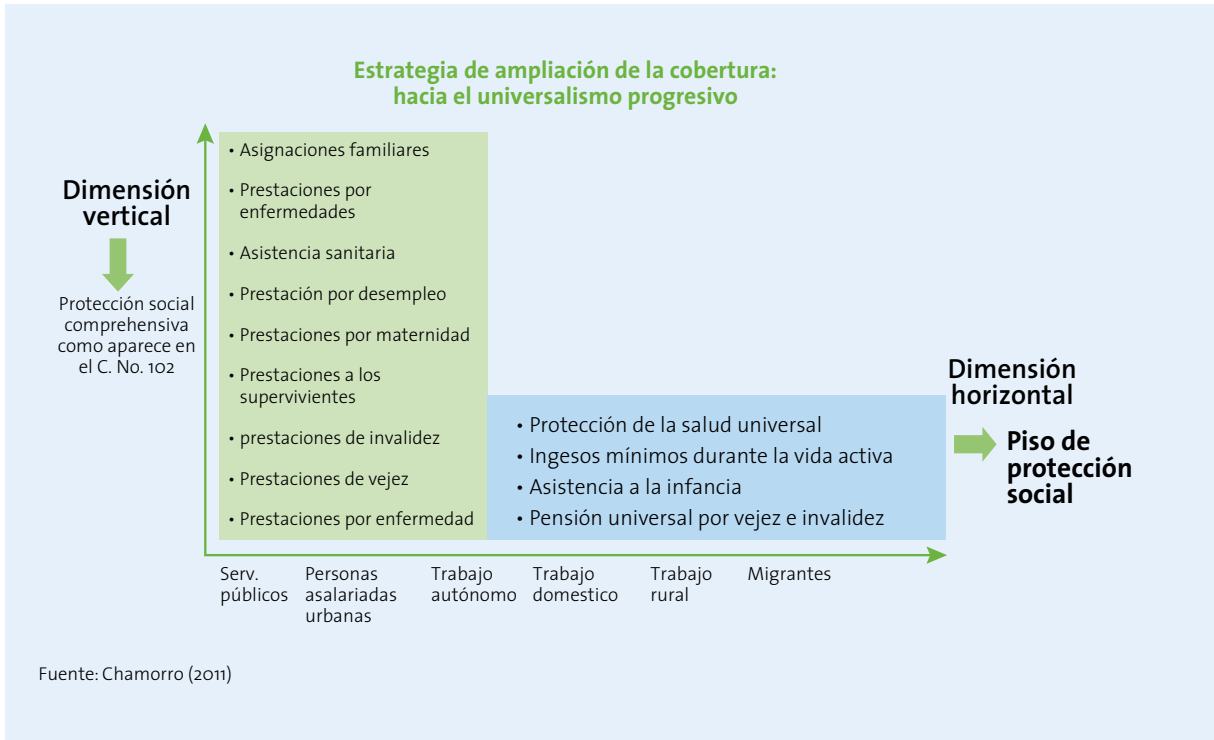 Estrategia de ampliación de la cobertura:
hacia el universalismo progresivo
Dimensión
vertical
Protección social
comprehensiva
como aparece en
el C. No. 102
• Asignaciones familiares
• Prestaciones por
enfermedades
• Asistencia sanitaria
• Prestación por desempleo
• Prestaciones por maternidad
• Prestaciones a los
supervivientes
• prestaciones de invalidez
• Prestaciones de vejez
• Prestaciones por enfermedad
• Protección de la salud universal
• Ingesos mínimos durante la vida activa
• Asistencia a la infancia
• Pensión universal por vejez e invalidez
Dimensión
horizontal
Piso de
protección
social
Serv.
públicos
Personas
asalariadas
urbanas
Trabajo
autónomo
Trabajo
domestico
Trabajo
rural
Migrantes
Fuente: Chamorro (2011)